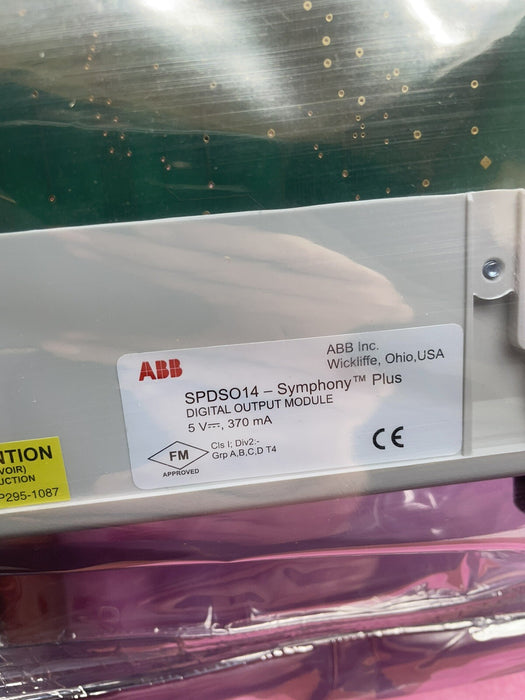 ABB
ABB Inc.
Wickliffe, Ohio,USA
SPDSO14 – Symphony™ Plus
DIGITAL OUTPUT MODULE
5 V⎓, 370 mA
FM
APPROVED
Cls I; Div2:-
Grp A,B,C,D T4
CE
NTION
VOIR)
UCTION
P295-1087